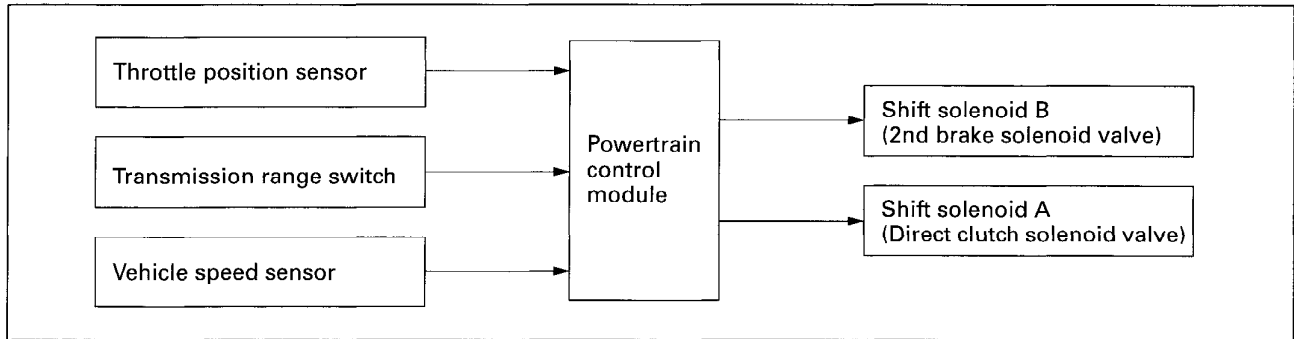 Throttle position sensor
Transmission range switch
Vehicle speed sensor
Powertrain
control
module
Shift solenoid B
(2nd brake solenoid valve)
Shift solenoid A
(Direct clutch solenoid valve)